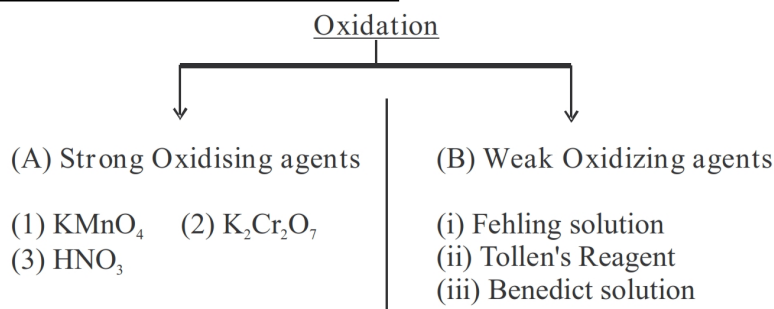 Oxidation
(A) Strong Oxidising agents
(1) KMnO₄ (2) K₂Cr₂O₇
(3) HNO₃
(B) Weak Oxidizing agents
(i) Fehling solution
(ii) Tollen's Reagent
(iii) Benedict solution